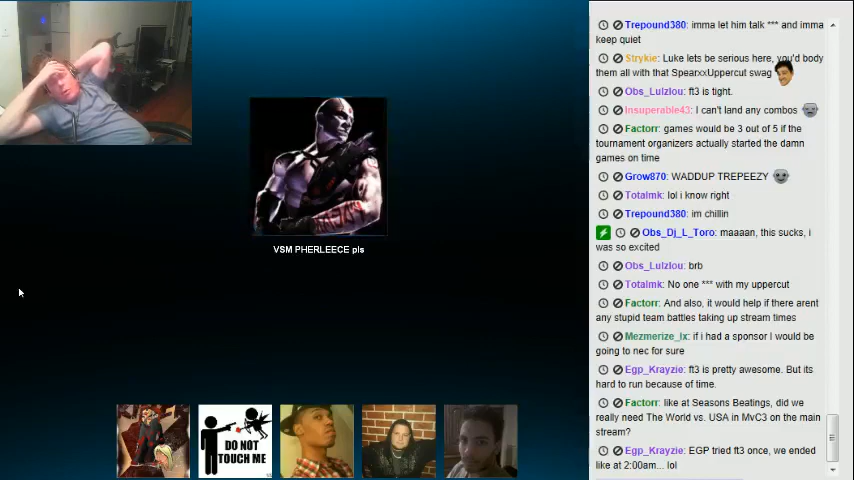 VSM PHERLEECE pls
DO NOT
TOUCH ME
Trepound380: imma let him talk *** and imma
keep quiet
Strykie: Luke lets be serious here, you'd body
them all with that SpearxxUppercut swag
Obs_Lulzlou: ft3 is tight.
Insuperable43: I can't land any combos
Factorr: games would be 3 out of 5 if the
tournament organizers actually started the damn
games on time
Grow870: WADDUP TREPEEZY
Totalmk: lol i know right
Trepound380: im chillin
Obs_Dj_L_Toro: maaaan, this sucks, i
was so excited
Obs_Lulzlou: brb
Totalmk: No one *** with my uppercut
Factorr: And also, it would help if there arent
any stupid team battles taking up stream times
Mezmerize_Ix: if i had a sponsor I would be
going to nec for sure
Egp_Krayzie: ft3 is pretty awesome. But its
hard to run because of time.
Factorr: like at Seasons Beatings, did we
really need The World vs. USA in MvC3 on the main
stream?
Egp_Krayzie: EGP tried ft3 once, we ended
like at 2:00am... lol